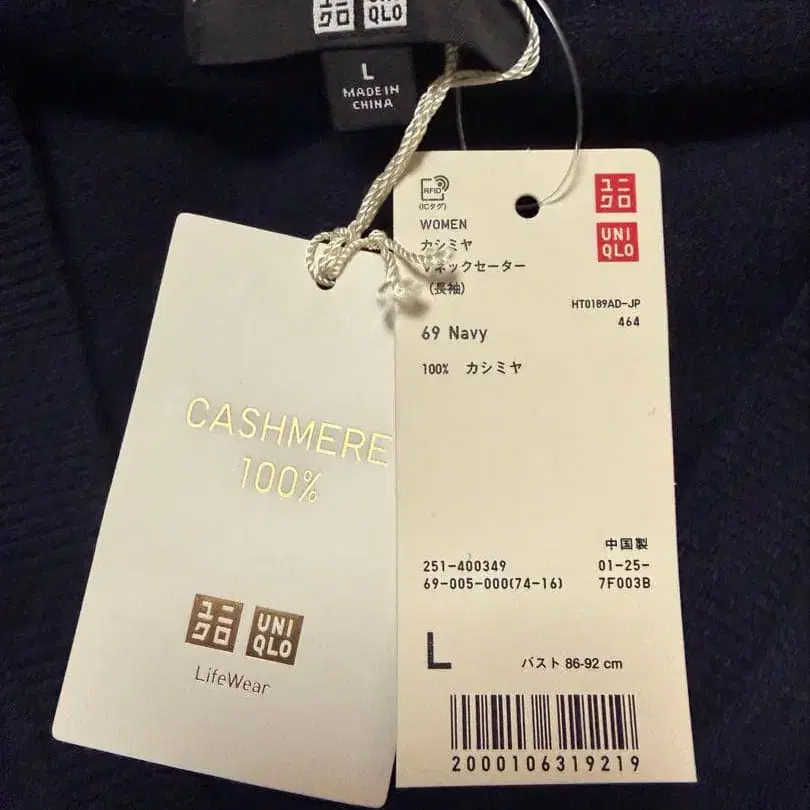 ユニ
クロ
UNI
QLO
L
MADE IN
CHINA
RFID
(ICタグ)
WOMEN
カシミヤ
Vネックセーター
(長袖)
ユニ
クロ
UNI
QLO
HT0189AD-JP
464
69 Navy
100% カシミヤ
中国製
251-400349 01-25-
69-005-000(74-16) 7F003B
L バスト 86-92 cm
2000106319219
CASHMERE
100%
ユニ
クロ
UNI
QLO
LifeWear